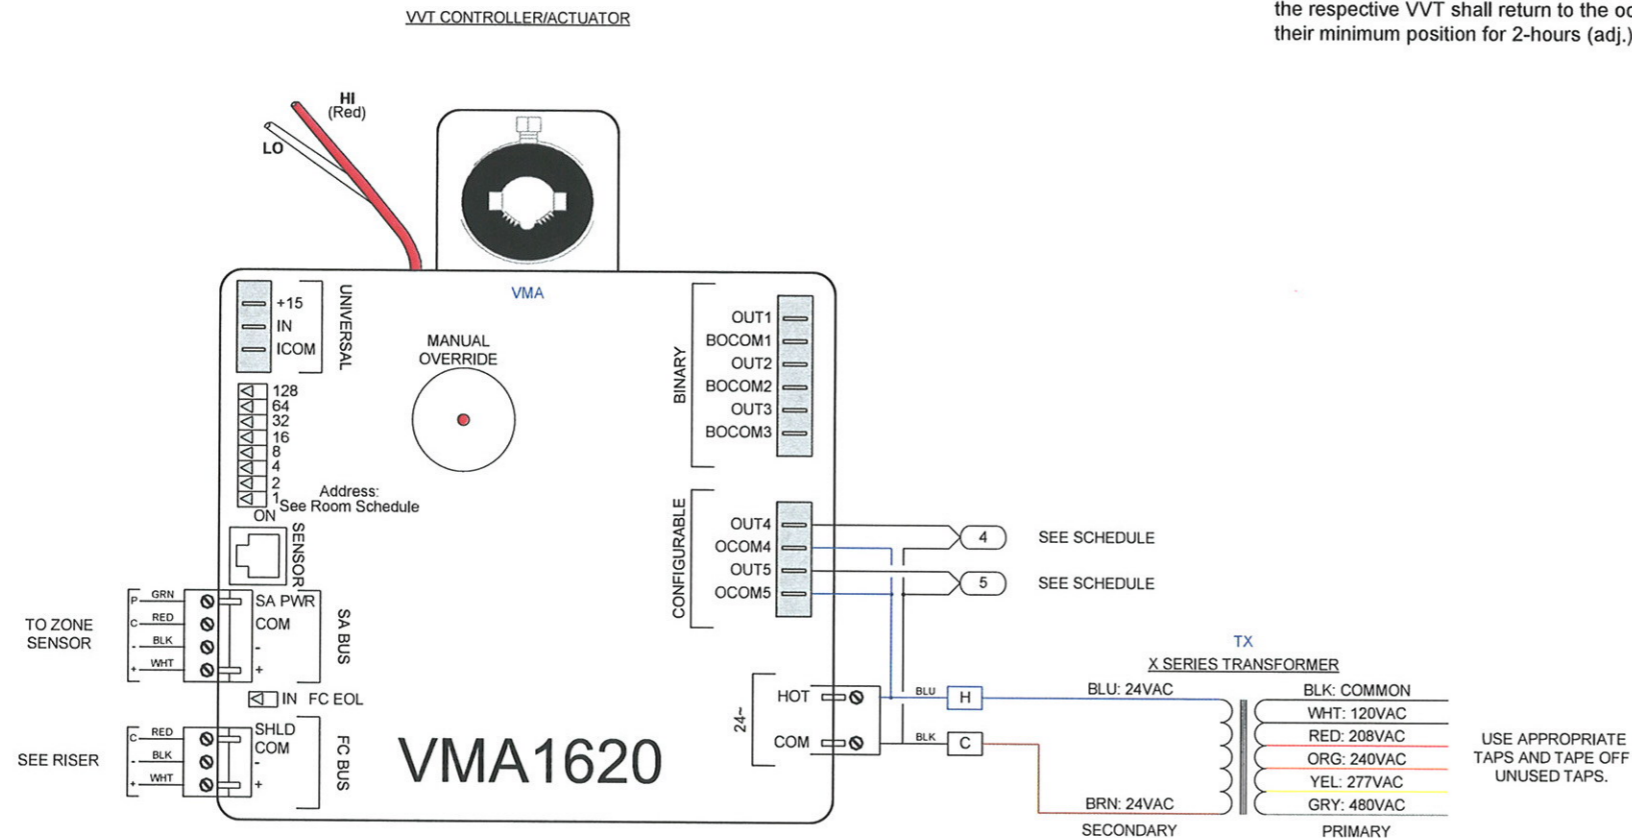 VVT CONTROLLER/ACTUATOR
the respective VVT shall return to the oc
their minimum position for 2-hours (adj.)
HI
(Red)
LO
VMA
+15
IN
ICOM
UNIVERSAL
MANUAL
OVERRIDE
128
64
32
16
8
4
2
1
ON
Address:
See Room Schedule
SENSOR
BINARY
OUT1
BOCOM1
OUT2
BOCOM2
OUT3
BOCOM3
CONFIGURABLE
OUT4
OCOM4
OUT5
OCOM5
4
SEE SCHEDULE
5
SEE SCHEDULE
TO ZONE
SENSOR
P GRN
C RED
- BLK
+ WHT
SA PWR
COM
-
+
SA BUS
IN FC EOL
SEE RISER
C RED
- BLK
+ WHT
SHLD
COM
-
+
FC BUS
VMA1620
24~
HOT
COM
BLU
H
BLK
C
TX
X SERIES TRANSFORMER
BLU: 24VAC
BRN: 24VAC
SECONDARY
BLK: COMMON
WHT: 120VAC
RED: 208VAC
ORG: 240VAC
YEL: 277VAC
GRY: 480VAC
PRIMARY
USE APPROPRIATE
TAPS AND TAPE OFF
UNUSED TAPS.